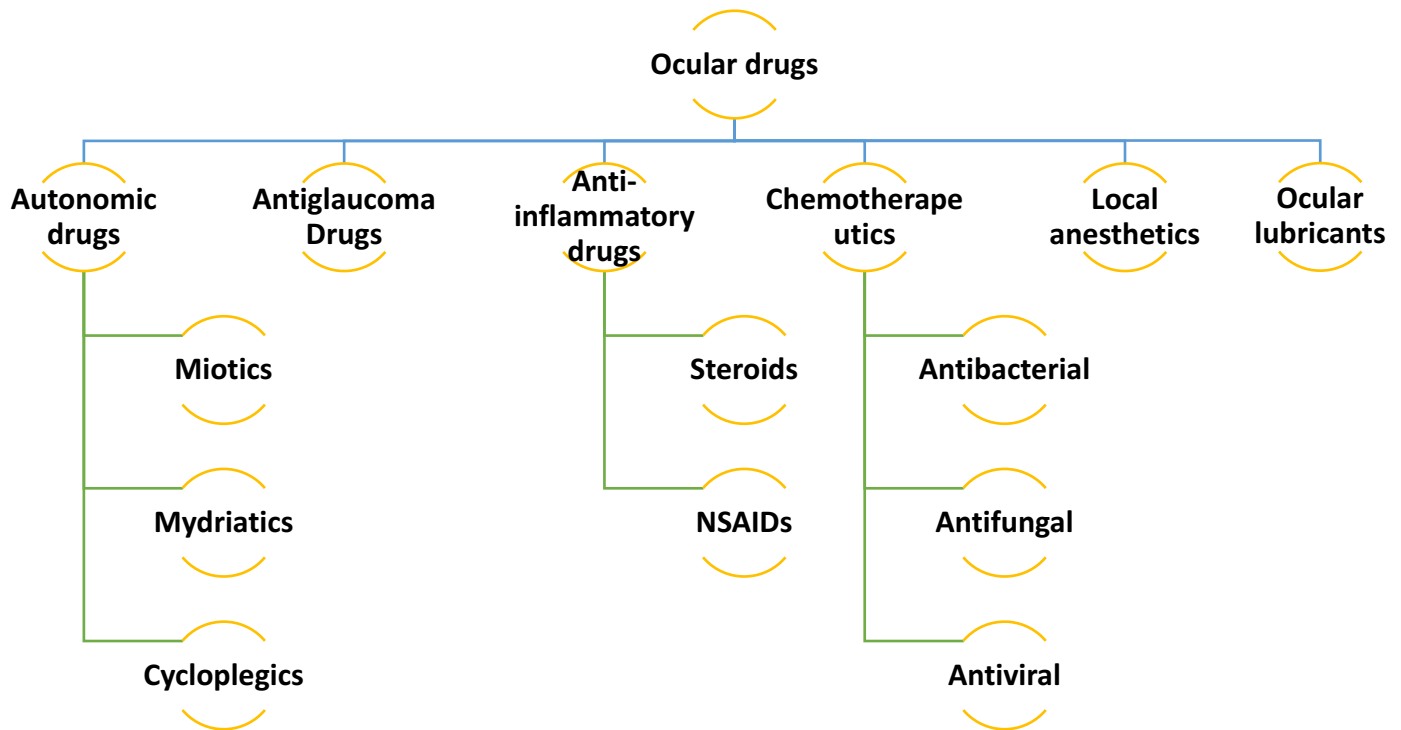 Ocular drugs
Autonomic
drugs
Antiglaucoma
Drugs
Anti-
inflammatory
drugs
Chemotherape
utics
Local
anesthetics
Ocular
lubricants
Miotics
Mydriatics
Cycloplegics
Steroids
NSAIDs
Antibacterial
Antifungal
Antiviral